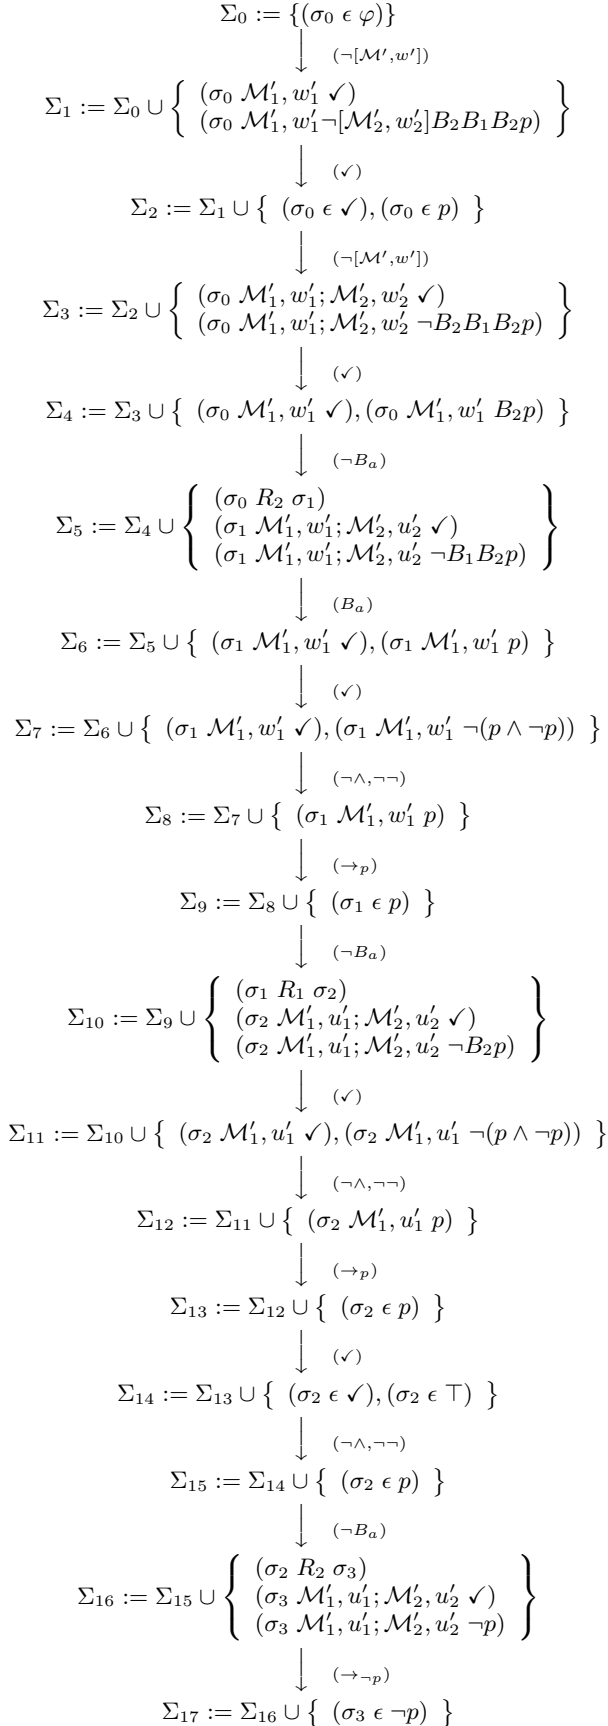 Σ₀ := {(σ₀ ϵ φ)}
(¬[ℳ′,w′])
Σ₁ := Σ₀ ∪ { (σ₀ ℳ′₁, w′₁ ✓)
(σ₀ ℳ′₁, w′₁¬[ℳ′₂, w′₂]B₂B₁B₂p) }
(✓)
Σ₂ := Σ₁ ∪ { (σ₀ ϵ ✓), (σ₀ ϵ p) }
(¬[ℳ′,w′])
Σ₃ := Σ₂ ∪ { (σ₀ ℳ′₁, w′₁; ℳ′₂, w′₂ ✓)
(σ₀ ℳ′₁, w′₁; ℳ′₂, w′₂ ¬B₂B₁B₂p) }
(✓)
Σ₄ := Σ₃ ∪ { (σ₀ ℳ′₁, w′₁ ✓), (σ₀ ℳ′₁, w′₁ B₂p) }
(¬Bₐ)
Σ₅ := Σ₄ ∪ { (σ₀ R₂ σ₁)
(σ₁ ℳ′₁, w′₁; ℳ′₂, u′₂ ✓)
(σ₁ ℳ′₁, w′₁; ℳ′₂, u′₂ ¬B₁B₂p) }
(Bₐ)
Σ₆ := Σ₅ ∪ { (σ₁ ℳ′₁, w′₁ ✓), (σ₁ ℳ′₁, w′₁ p) }
(✓)
Σ₇ := Σ₆ ∪ { (σ₁ ℳ′₁, w′₁ ✓), (σ₁ ℳ′₁, w′₁ ¬(p ∧ ¬p)) }
(¬∧,¬¬)
Σ₈ := Σ₇ ∪ { (σ₁ ℳ′₁, w′₁ p) }
(→ₚ)
Σ₉ := Σ₈ ∪ { (σ₁ ϵ p) }
(¬Bₐ)
Σ₁₀ := Σ₉ ∪ { (σ₁ R₁ σ₂)
(σ₂ ℳ′₁, u′₁; ℳ′₂, u′₂ ✓)
(σ₂ ℳ′₁, u′₁; ℳ′₂, u′₂ ¬B₂p) }
(✓)
Σ₁₁ := Σ₁₀ ∪ { (σ₂ ℳ′₁, u′₁ ✓), (σ₂ ℳ′₁, u′₁ ¬(p ∧ ¬p)) }
(¬∧,¬¬)
Σ₁₂ := Σ₁₁ ∪ { (σ₂ ℳ′₁, u′₁ p) }
(→ₚ)
Σ₁₃ := Σ₁₂ ∪ { (σ₂ ϵ p) }
(✓)
Σ₁₄ := Σ₁₃ ∪ { (σ₂ ϵ ✓), (σ₂ ϵ ⊤) }
(¬∧,¬¬)
Σ₁₅ := Σ₁₄ ∪ { (σ₂ ϵ p) }
(¬Bₐ)
Σ₁₆ := Σ₁₅ ∪ { (σ₂ R₂ σ₃)
(σ₃ ℳ′₁, u′₁; ℳ′₂, u′₂ ✓)
(σ₃ ℳ′₁, u′₁; ℳ′₂, u′₂ ¬p) }
(→¬ₚ)
Σ₁₇ := Σ₁₆ ∪ { (σ₃ ϵ ¬p) }